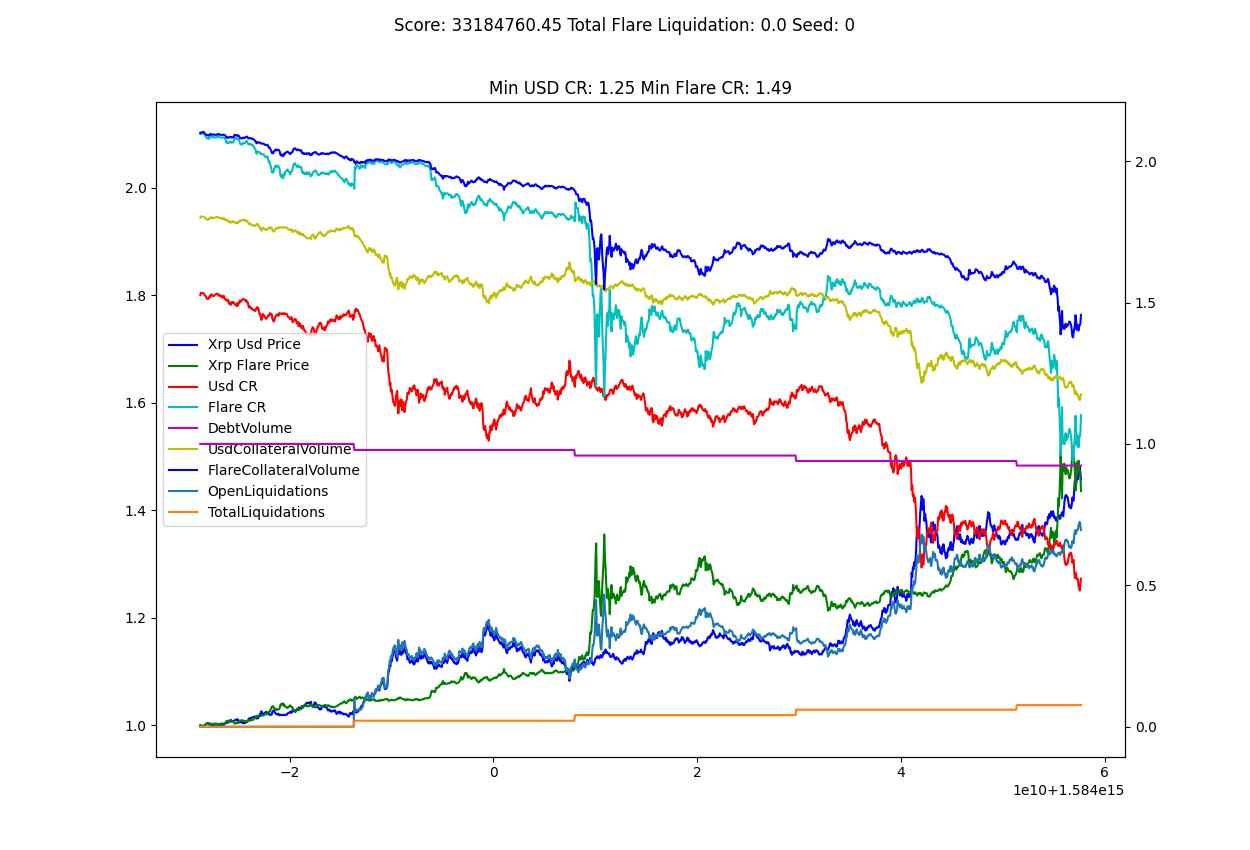 Score: 33184760.45 Total Flare Liquidation: 0.0 Seed: 0
Min USD CR: 1.25 Min Flare CR: 1.49
2.0
1.8
1.6
1.4
1.2
1.0
Xrp Usd Price
Xrp Flare Price
Usd CR
Flare CR
DebtVolume
UsdCollateralVolume
FlareCollateralVolume
OpenLiquidations
TotalLiquidations
2.0
1.5
1.0
0.5
0.0
−2 0 2 4 6
1e10+1.584e15